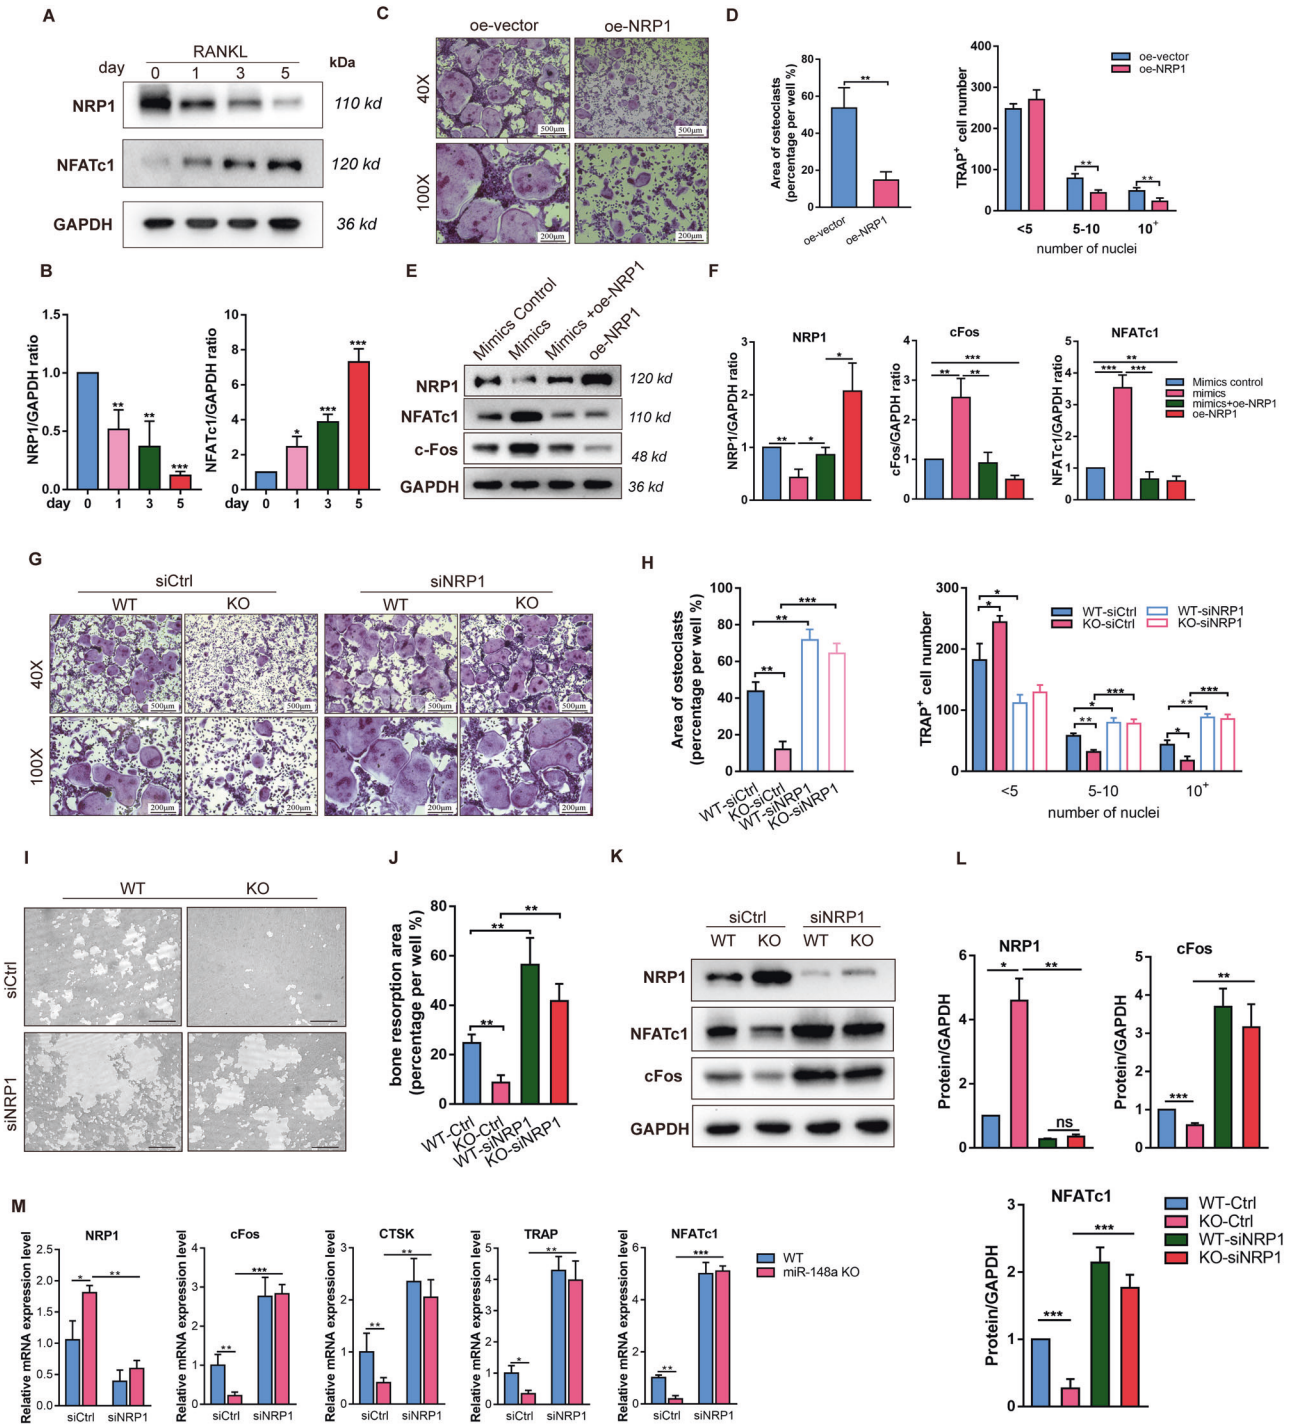 A
RANKL
day 0 1 3 5 kDa
NRP1 110 kd
NFATc1 120 kd
GAPDH 36 kd
B
NRP1/GAPDH ratio
1.5
1.0
0.5
0.0
** ** ***
day 0 1 3 5
NFATc1/GAPDH ratio
10
8
6
4
2
0
* *** ***
day 0 1 3 5
C
oe-vector oe-NRP1
40X
500μm 500μm
100X
200μm 200μm
D
Area of osteoclasts
(percentage per well %)
80
60
40
20
0
**
oe-vector
oe-NRP1
TRAP+ cell number
400
300
200
100
0
oe-vector
oe-NRP1
** **
<5 5-10 10+
number of nuclei
E
Mimics Control Mimics Mimics +oe-NRP1 oe-NRP1
NRP1 120 kd
NFATc1 110 kd
c-Fos 48 kd
GAPDH 36 kd
F
NRP1
NRP1/GAPDH ratio
3
2
1
0
** * *
cFos
cFos/GAPDH ratio
4
3
2
1
0
***
** **
NFATc1
NFATc1/GAPDH ratio
5
4
3
2
1
0
**
*** ***
Mimics control
mimics
mimics+oe-NRP1
oe-NRP1
G
siCtrl siNRP1
WT KO WT KO
40X
500μm 500μm 500μm 500μm
100X
200μm 200μm 200μm 200μm
H
Area of osteoclasts
(percentage per well %)
100
80
60
40
20
0
***
**
**
WT-siCtrl
KO-siCtrl
WT-siNRP1
KO-siNRP1
TRAP+ cell number
300
200
100
0
*
*
***
*
**
***
**
*
WT-siCtrl WT-siNRP1
KO-siCtrl KO-siNRP1
<5 5-10 10+
number of nuclei
I
WT KO
siCtrl
siNRP1
J
bone resorption area
(percentage per well %)
80
60
40
20
0
**
**
**
WT-Ctrl
KO-Ctrl
WT-siNRP1
KO-siNRP1
K
siCtrl siNRP1
WT KO WT KO
NRP1
NFATc1
cFos
GAPDH
L
NRP1
Protein/GAPDH
6
4
2
0
* **
ns
cFos
Protein/GAPDH
5
4
3
2
1
0
**
***
NFATc1
Protein/GAPDH
3
2
1
0
***
***
WT-Ctrl
KO-Ctrl
WT-siNRP1
KO-siNRP1
M
NRP1
Relative mRNA expression level
2.5
2.0
1.5
1.0
0.5
0.0
* **
siCtrl siNRP1
cFos
Relative mRNA expression level
4
3
2
1
0
***
**
siCtrl siNRP1
CTSK
Relative mRNA expression level
3
2
1
0
**
**
siCtrl siNRP1
TRAP
Relative mRNA expression level
5
4
3
2
1
0
**
*
siCtrl siNRP1
NFATc1
Relative mRNA expression level
6
4
2
0
***
**
siCtrl siNRP1
WT
miR-148a KO